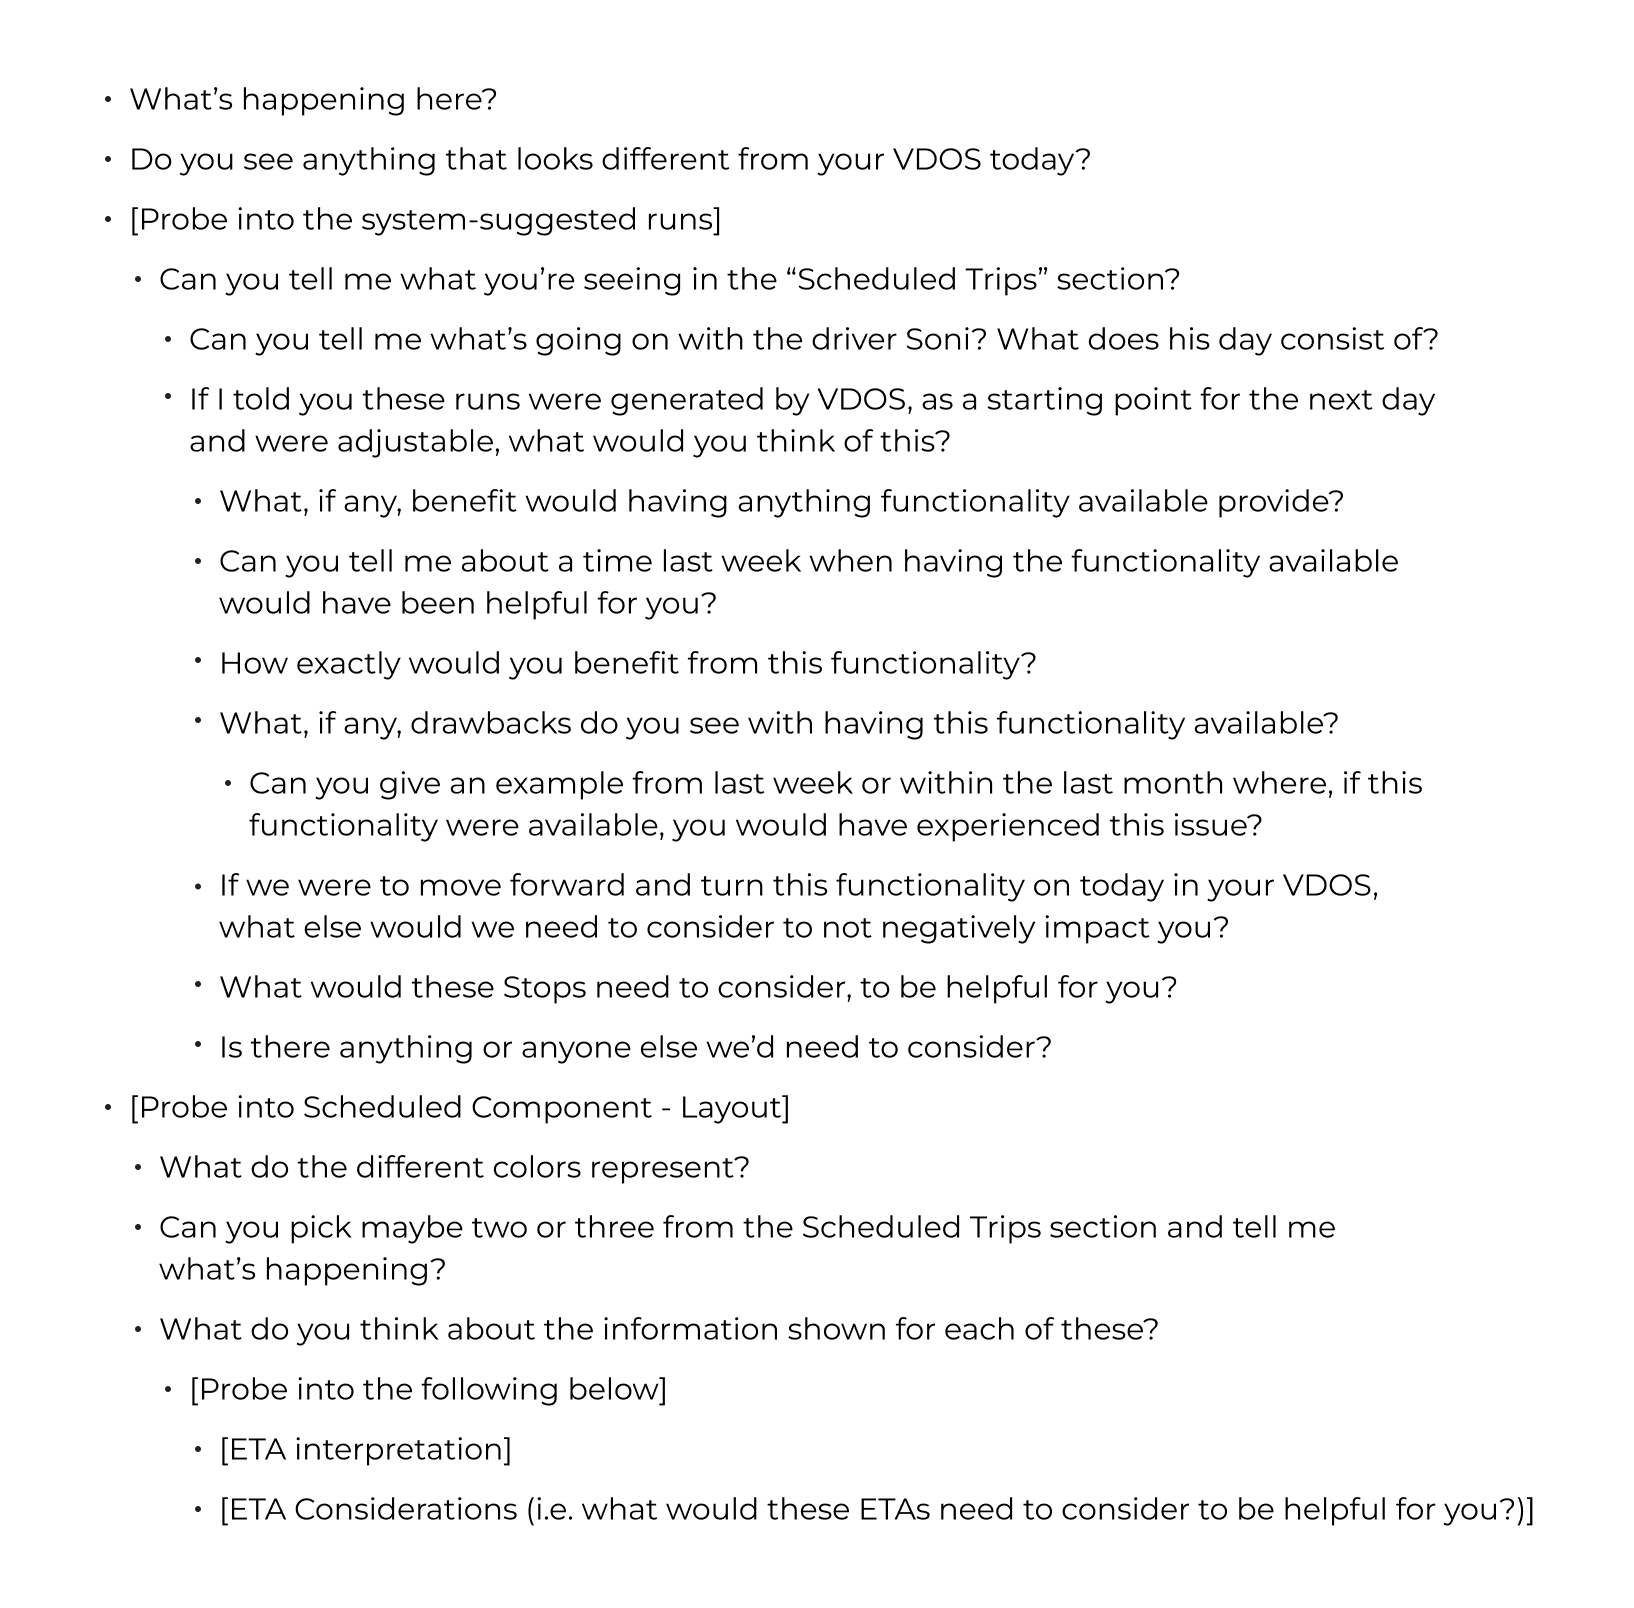 • What’s happening here?
• Do you see anything that looks different from your VDOS today?
• [Probe into the system-suggested runs]
• Can you tell me what you’re seeing in the “Scheduled Trips” section?
• Can you tell me what’s going on with the driver Soni? What does his day consist of?
• If I told you these runs were generated by VDOS, as a starting point for the next day
and were adjustable, what would you think of this?
• What, if any, benefit would having anything functionality available provide?
• Can you tell me about a time last week when having the functionality available
would have been helpful for you?
• How exactly would you benefit from this functionality?
• What, if any, drawbacks do you see with having this functionality available?
• Can you give an example from last week or within the last month where, if this
functionality were available, you would have experienced this issue?
• If we were to move forward and turn this functionality on today in your VDOS,
what else would we need to consider to not negatively impact you?
• What would these Stops need to consider, to be helpful for you?
• Is there anything or anyone else we’d need to consider?
• [Probe into Scheduled Component - Layout]
• What do the different colors represent?
• Can you pick maybe two or three from the Scheduled Trips section and tell me
what’s happening?
• What do you think about the information shown for each of these?
• [Probe into the following below]
• [ETA interpretation]
• [ETA Considerations (i.e. what would these ETAs need to consider to be helpful for you?)]